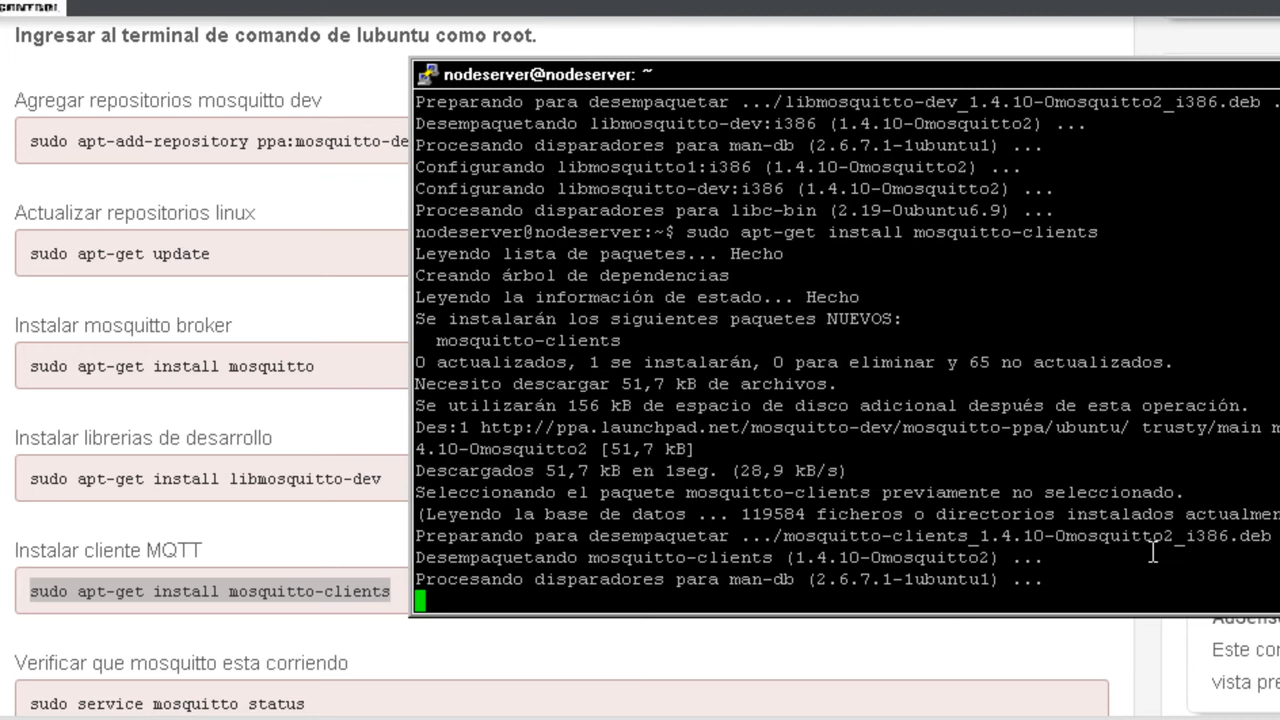 CONTROL
Ingresar al terminal de comando de lubuntu como root.
Agregar repositorios mosquitto dev
sudo apt-add-repository ppa:mosquitto-de
Actualizar repositorios linux
sudo apt-get update
Instalar mosquitto broker
sudo apt-get install mosquitto
Instalar librerias de desarrollo
sudo apt-get install libmosquitto-dev
Instalar cliente MQTT
sudo apt-get install mosquitto-clients
Verificar que mosquitto esta corriendo
sudo service mosquitto status
nodeserver@nodeserver: ~
Preparando para desempaquetar .../libmosquitto-dev_1.4.10-0mosquitto2_i386.deb .
Desempaquetando libmosquitto-dev:i386 (1.4.10-0mosquitto2) ...
Procesando disparadores para man-db (2.6.7.1-1ubuntu1) ...
Configurando libmosquitto1:i386 (1.4.10-0mosquitto2) ...
Configurando libmosquitto-dev:i386 (1.4.10-0mosquitto2) ...
Procesando disparadores para libc-bin (2.19-0ubuntu6.9) ...
nodeserver@nodeserver:~$ sudo apt-get install mosquitto-clients
Leyendo lista de paquetes... Hecho
Creando árbol de dependencias
Leyendo la información de estado... Hecho
Se instalarán los siguientes paquetes NUEVOS:
mosquitto-clients
0 actualizados, 1 se instalarán, 0 para eliminar y 65 no actualizados.
Necesito descargar 51,7 kB de archivos.
Se utilizarán 156 kB de espacio de disco adicional después de esta operación.
Des:1 http://ppa.launchpad.net/mosquitto-dev/mosquitto-ppa/ubuntu/ trusty/main m
4.10-0mosquitto2 [51,7 kB]
Descargados 51,7 kB en 1seg. (28,9 kB/s)
Seleccionando el paquete mosquitto-clients previamente no seleccionado.
(Leyendo la base de datos ... 119584 ficheros o directorios instalados actualmen
Preparando para desempaquetar .../mosquitto-clients_1.4.10-0mosquitto2_i386.deb
Desempaquetando mosquitto-clients (1.4.10-0mosquitto2) ...
Procesando disparadores para man-db (2.6.7.1-1ubuntu1) ...
AdSens
Este con
vista pre